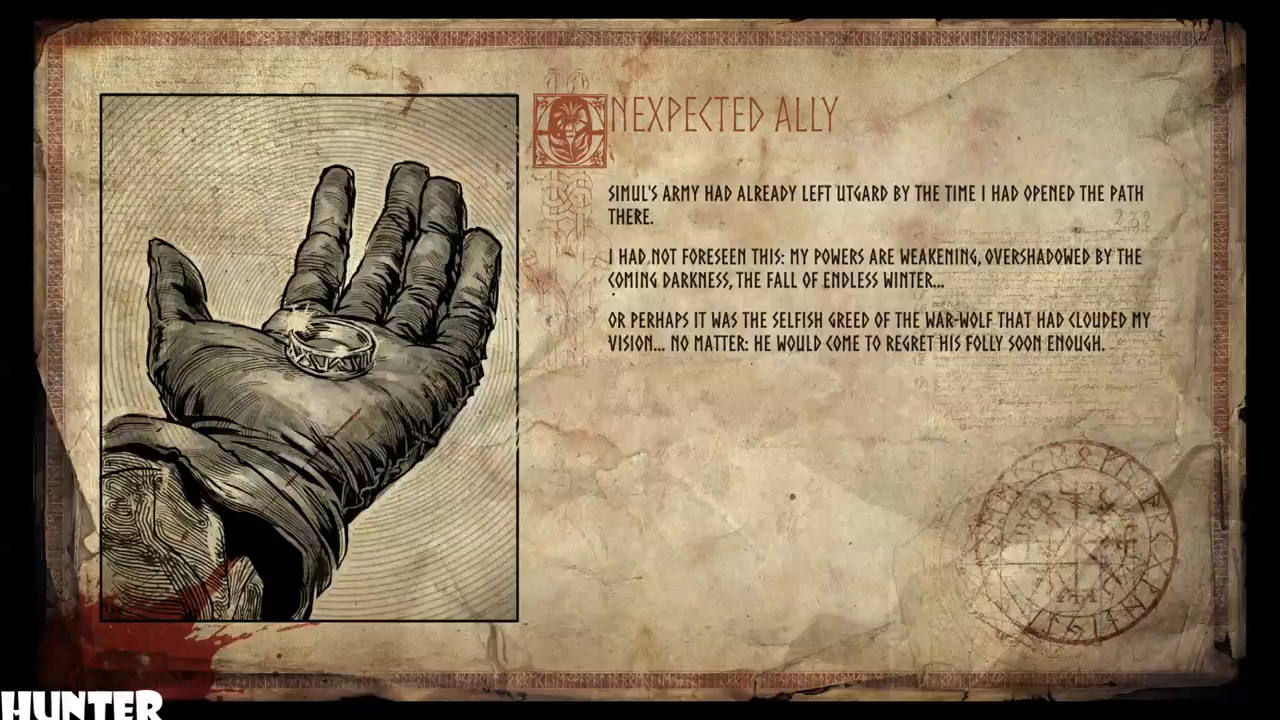 UNEXPECTED ALLY
SIMUL'S ARMY HAD ALREADY LEFT UTGARD BY THE TIME I HAD OPENED THE PATH
THERE.
I HAD NOT FORESEEN THIS: MY POWERS ARE WEAKENING, OVERSHADOWED BY THE
COMING DARKNESS, THE FALL OF ENDLESS WINTER...
OR PERHAPS IT WAS THE SELFISH GREED OF THE WAR-WOLF THAT HAD CLOUDED MY
VISION... NO MATTER: HE WOULD COME TO REGRET HIS FOLLY SOON ENOUGH.
HUNTER